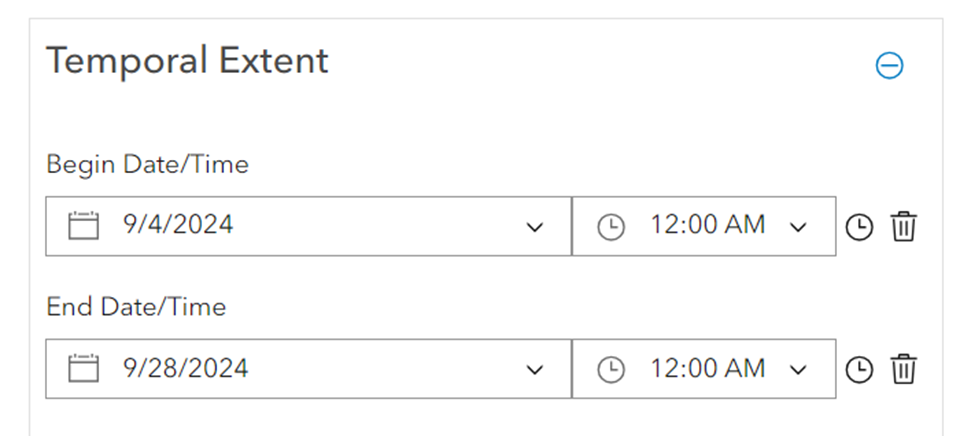 Temporal Extent
Begin Date/Time
9/4/2024 12:00 AM
End Date/Time
9/28/2024 12:00 AM